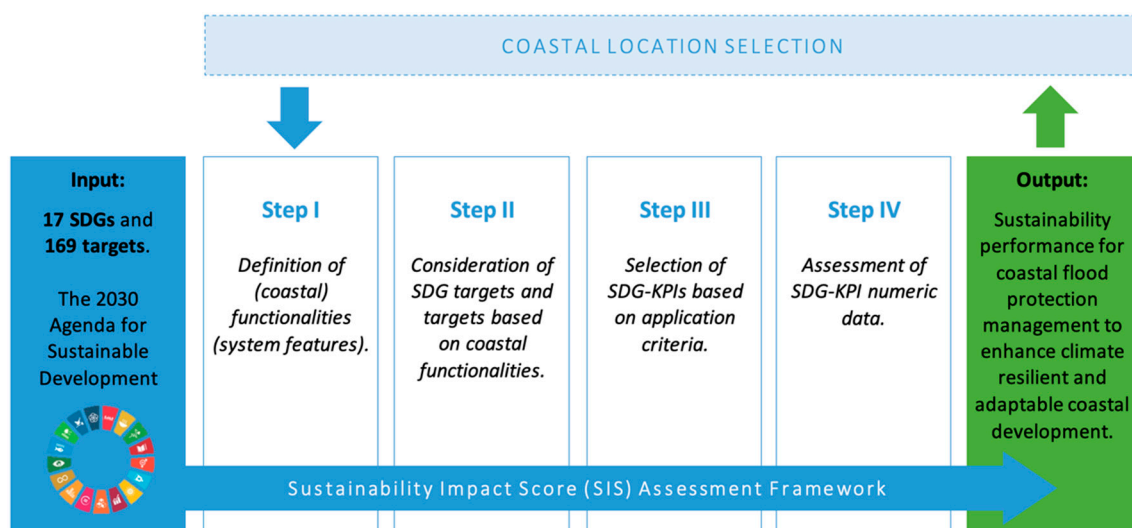 COASTAL LOCATION SELECTION
Input:
17 SDGs and
169 targets.
The 2030
Agenda for
Sustainable
Development
Step I
Definition of
(coastal)
functionalities
(system features).
Step II
Consideration of
SDG targets and
targets based
on coastal
functionalities.
Step III
Selection of
SDG-KPIs based
on application
criteria.
Step IV
Assessment of
SDG-KPI numeric
data.
Output:
Sustainability
performance for
coastal flood
protection
management to
enhance climate
resilient and
adaptable coastal
development.
Sustainability Impact Score (SIS) Assessment Framework